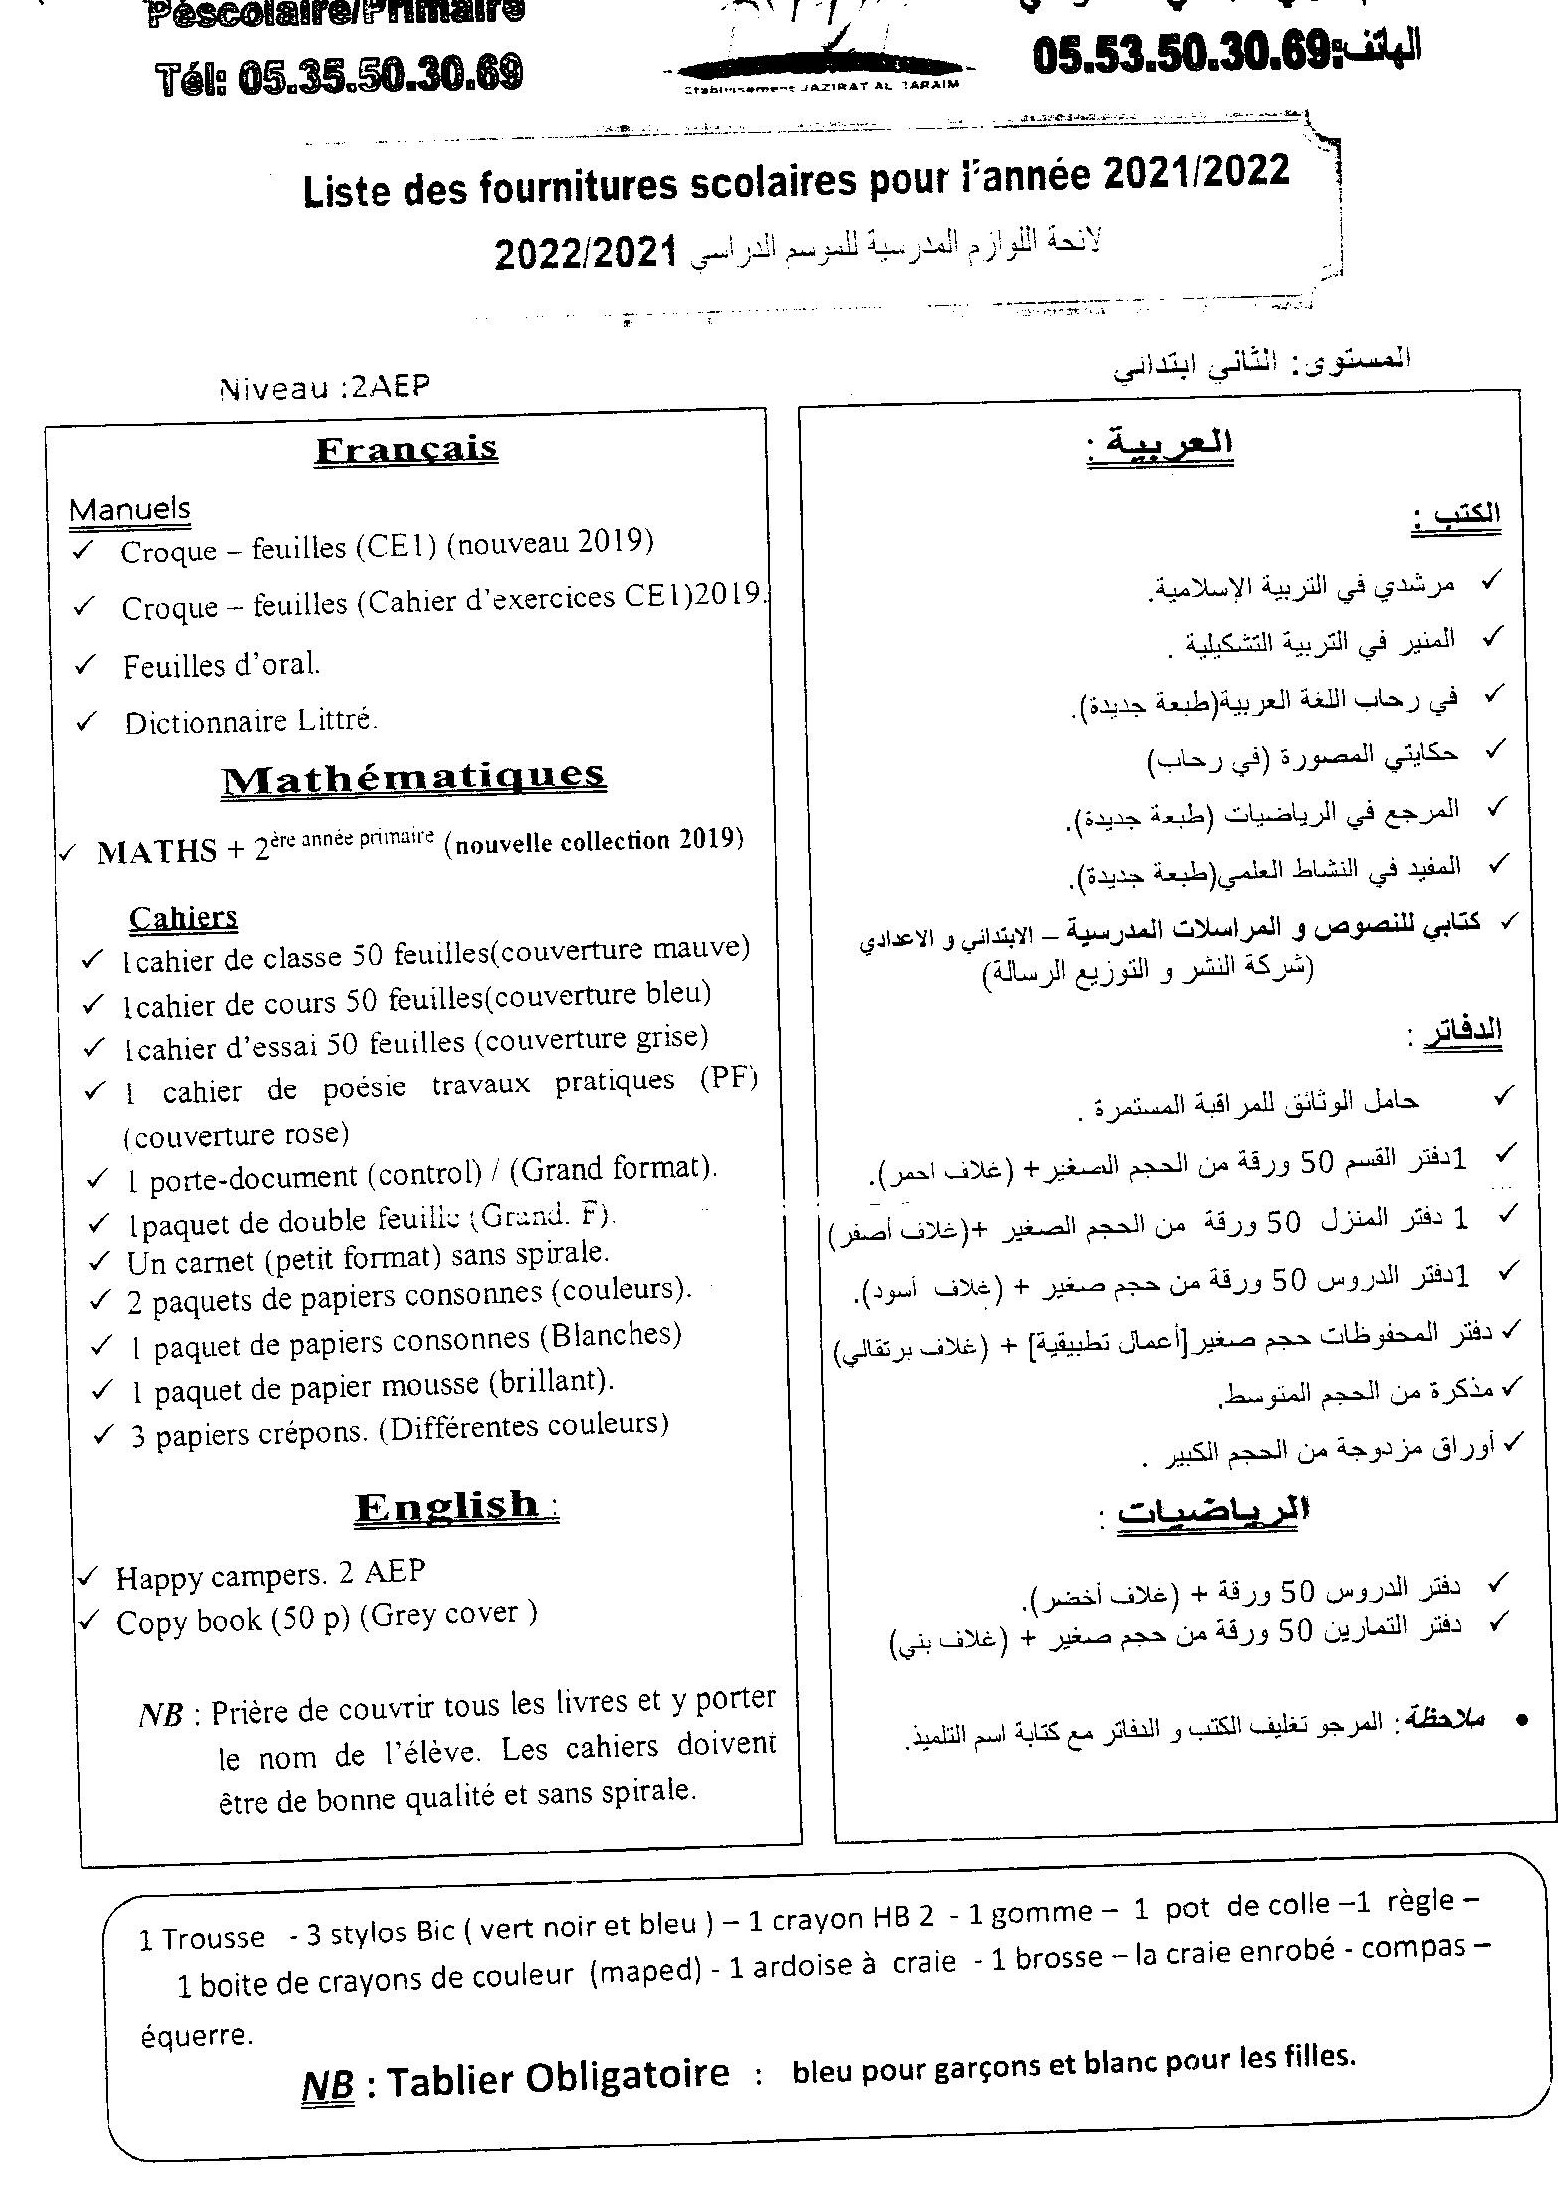 Péscolaire/Primaire
Tél: 05.35.50.30.69
Etablissement JAZIRAT AL BARAIM
الهاتف:05.53.50.30.69
Liste des fournitures scolaires pour l'année 2021/2022
لائحة اللوازم المدرسية للموسم الدراسي 2022/2021
Niveau :2AEP
المستوى: الثاني ابتدائي
Français
Manuels
✓ Croque – feuilles (CE1) (nouveau 2019)
✓ Croque – feuilles (Cahier d'exercices CE1)2019.
✓ Feuilles d'oral.
✓ Dictionnaire Littré.
Mathématiques
✓ MATHS + 2ère année primaire (nouvelle collection 2019)
Cahiers
✓ 1cahier de classe 50 feuilles(couverture mauve)
✓ 1cahier de cours 50 feuilles(couverture bleu)
✓ 1cahier d'essai 50 feuilles (couverture grise)
✓ 1 cahier de poésie travaux pratiques (PF)
(couverture rose)
✓ 1 porte-document (control) / (Grand format).
✓ 1paquet de double feuille (Grand. F).
✓ Un carnet (petit format) sans spirale.
✓ 2 paquets de papiers consonnes (couleurs).
✓ 1 paquet de papiers consonnes (Blanches)
✓ 1 paquet de papier mousse (brillant).
✓ 3 papiers crépons. (Différentes couleurs)
English :
✓ Happy campers. 2 AEP
✓ Copy book (50 p) (Grey cover )
NB : Prière de couvrir tous les livres et y porter
le nom de l'élève. Les cahiers doivent
être de bonne qualité et sans spirale.
العربية :
الكتب :
✓ مرشدي في التربية الإسلامية.
✓ المنير في التربية التشكيلية .
✓ في رحاب اللغة العربية(طبعة جديدة).
✓ حكايتي المصورة (في رحاب)
✓ المرجع في الرياضيات (طبعة جديدة).
✓ المفيد في النشاط العلمي(طبعة جديدة).
✓ كتابي للنصوص و المراسلات المدرسية – الابتدائي و الاعدادي
(شركة النشر و التوزيع الرسالة)
الدفاتر :
✓ حامل الوثائق للمراقبة المستمرة .
✓ 1دفتر القسم 50 ورقة من الحجم الصغير+ (غلاف احمر).
✓ 1 دفتر المنزل 50 ورقة من الحجم الصغير +(غلاف أصفر)
✓ 1دفتر الدروس 50 ورقة من حجم صغير + (غلاف أسود).
✓ دفتر المحفوظات حجم صغير[أعمال تطبيقية] + (غلاف برتقالي)
✓ مذكرة من الحجم المتوسط.
✓ أوراق مزدوجة من الحجم الكبير .
الرياضيات :
✓ دفتر الدروس 50 ورقة + (غلاف أخضر).
✓ دفتر التمارين 50 ورقة من حجم صغير + (غلاف بني)
• ملاحظة : المرجو تغليف الكتب و الدفاتر مع كتابة اسم التلميذ.
1 Trousse - 3 stylos Bic ( vert noir et bleu ) – 1 crayon HB 2 - 1 gomme – 1 pot de colle –1 règle –
1 boite de crayons de couleur (maped) - 1 ardoise à craie - 1 brosse – la craie enrobé - compas –
équerre.
NB : Tablier Obligatoire : bleu pour garçons et blanc pour les filles.